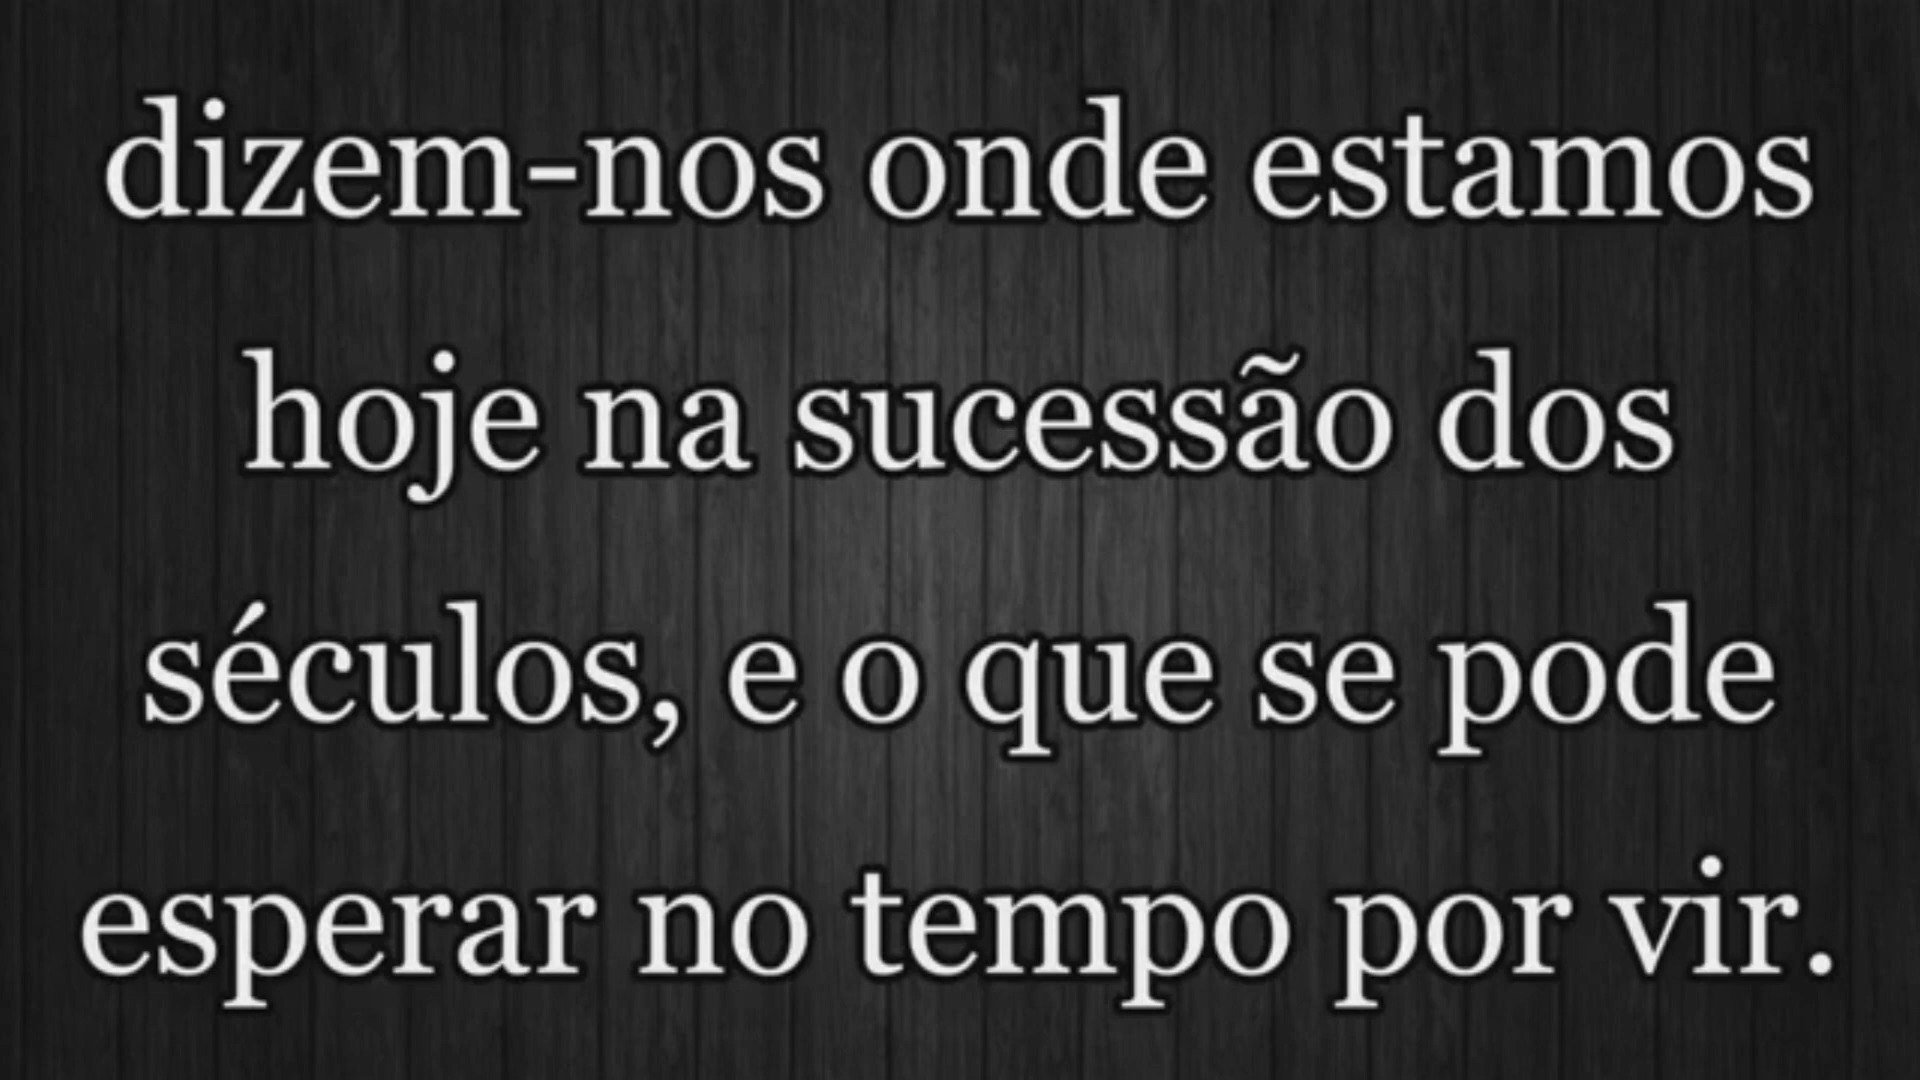 dizem-nos onde estamos
hoje na sucessão dos
séculos, e o que se pode
esperar no tempo por vir.